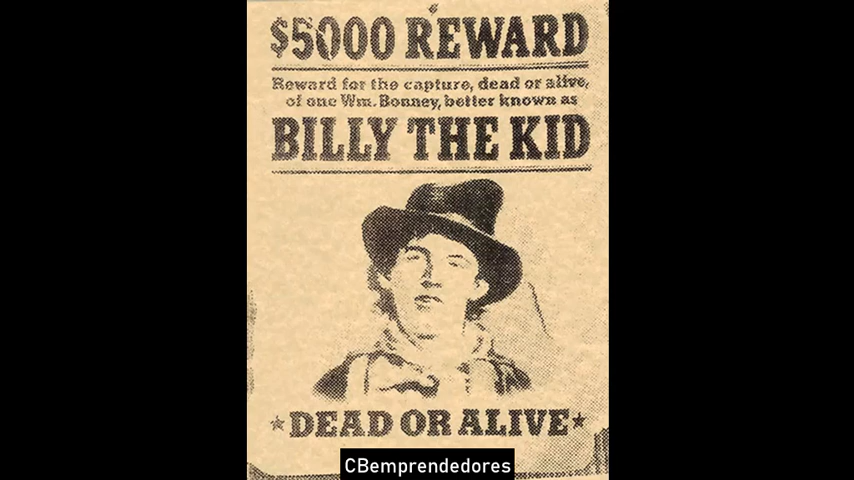 $5000 REWARD
Reward for the capture, dead or alive,
of one Wm. Bonney, better known as
BILLY THE KID
★DEAD OR ALIVE★
CBemprendedores